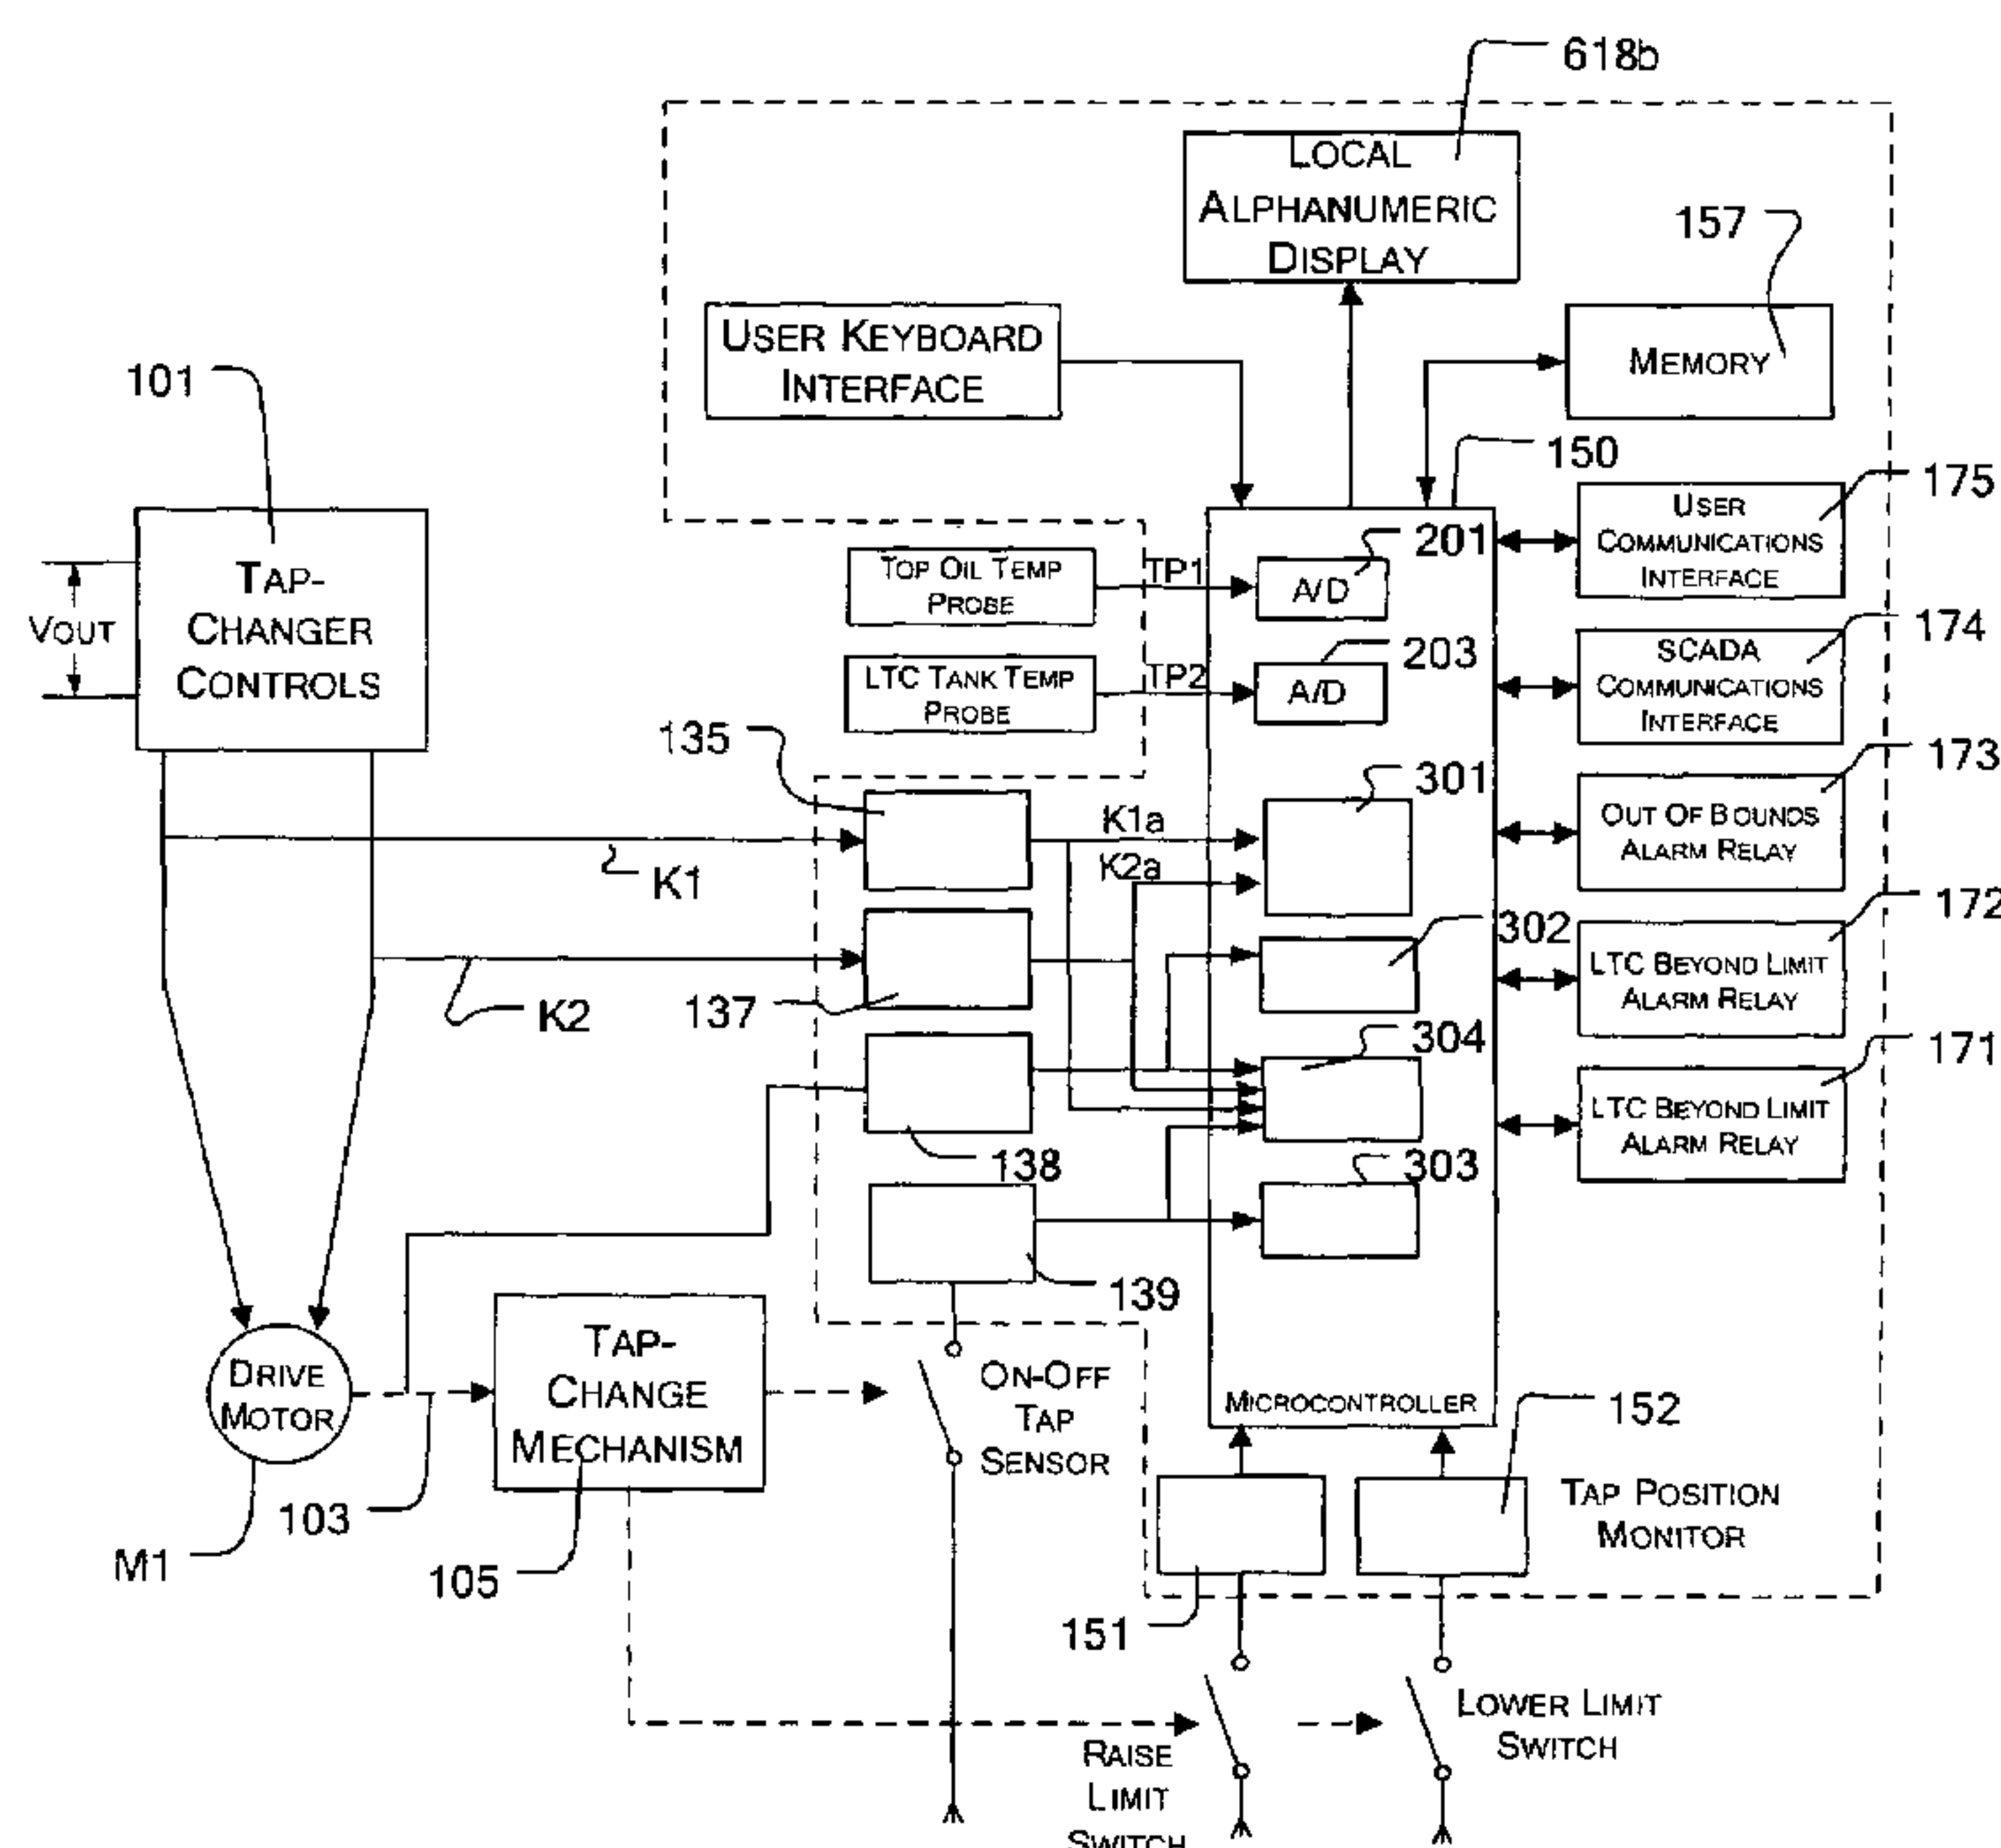 618b
LOCAL
ALPHANUMERIC
DISPLAY
157
USER KEYBOARD
INTERFACE
MEMORY
101
150
175
USER
COMMUNICATIONS
INTERFACE
TAP-
CHANGER
CONTROLS
VOUT
TOP OIL TEMP
PROBE
TP1
201
A/D
174
SCADA
COMMUNICATIONS
INTERFACE
LTC TANK TEMP
PROBE
TP2
203
A/D
135
301
173
K1a
K1
K2a
OUT OF BOUNDS
ALARM RELAY
172
302
137
K2
LTC BEYOND LIMIT
ALARM RELAY
304
171
138
303
LTC BEYOND LIMIT
ALARM RELAY
139
DRIVE
MOTOR
TAP-
CHANGE
MECHANISM
ON-OFF
TAP
SENSOR
MICROCONTROLLER
152
103
TAP POSITION
MONITOR
M1
105
151
RAISE
LIMIT
SWITCH
LOWER LIMIT
SWITCH